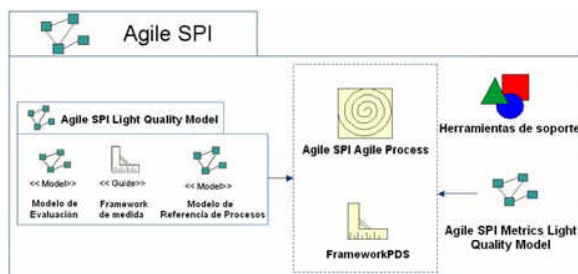 Agile SPI
Agile SPI Light Quality Model
<< Model>>
Modelo de
Evaluación
<< Guide>>
Framework
de medida
<< Model>>
Modelo de
Referencia de Procesos
Agile SPI Agile Process
FrameworkPDS
Herramientas de soporte
Agile SPI Metrics Light
Quality Model